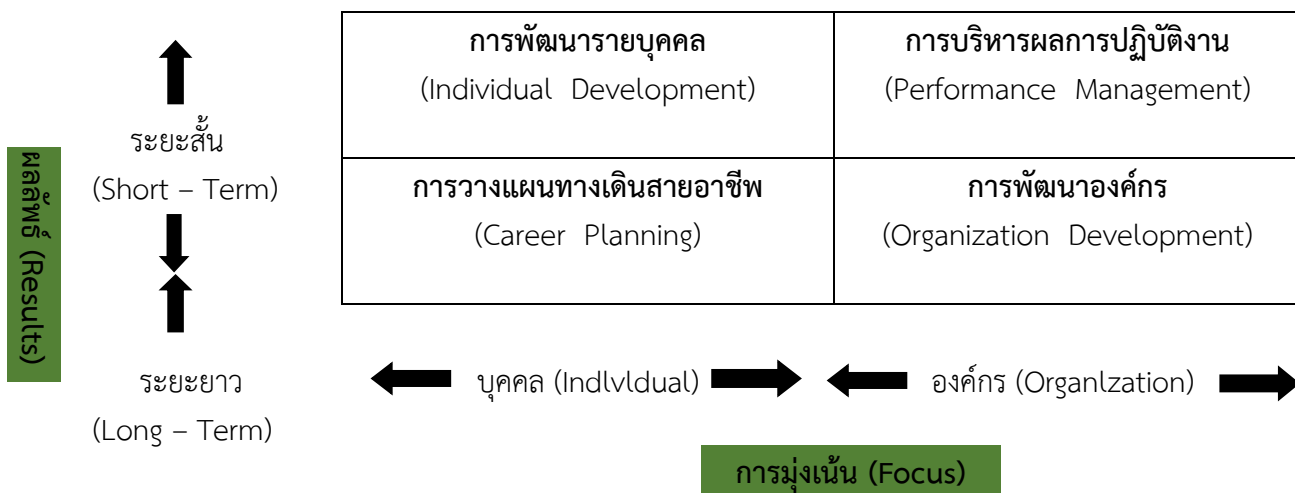 การพัฒนารายบุคคล
(Individual Development)
การบริหารผลการปฏิบัติงาน
(Performance Management)
ระยะสั้น
(Short – Term)
การวางแผนทางเดินสายอาชีพ
(Career Planning)
การพัฒนาองค์กร
(Organization Development)
ผลลัพธ์ (Results)
ระยะยาว
(Long – Term)
บุคคล (Indlvldual)
องค์กร (Organlzation)
การมุ่งเน้น (Focus)